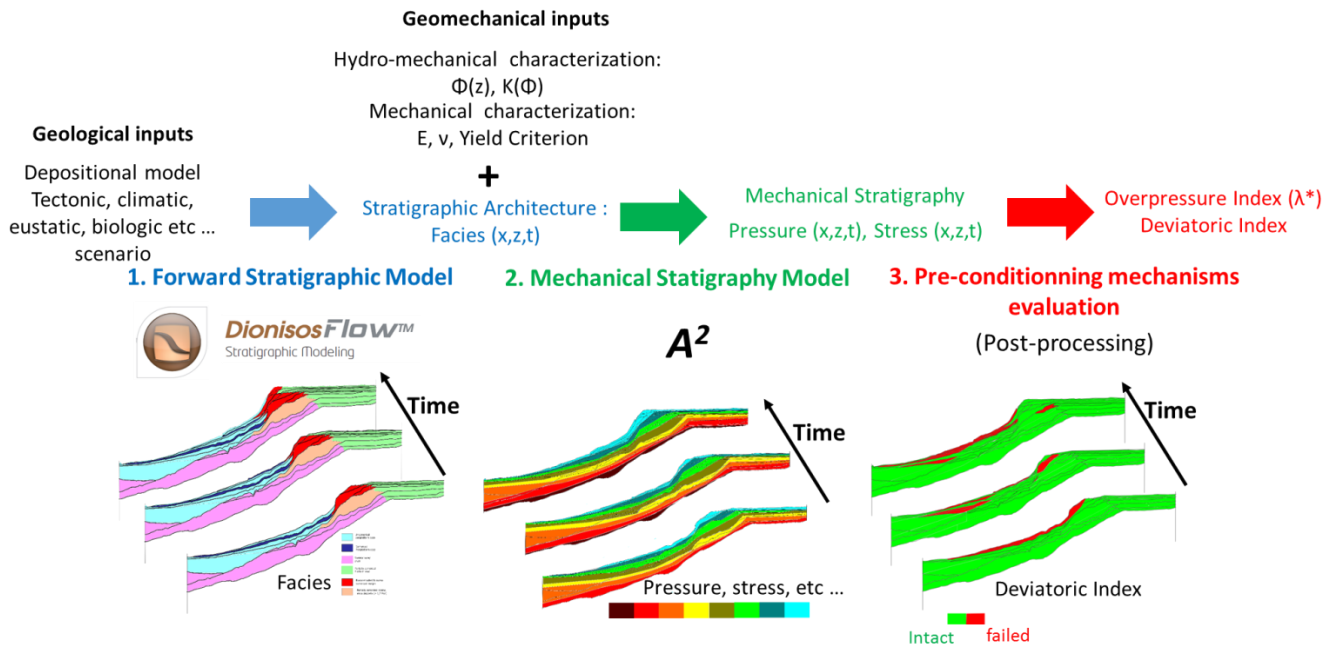 Geomechanical inputs
Hydro-mechanical characterization:
Φ(z), K(Φ)
Mechanical characterization:
E, ν, Yield Criterion
Geological inputs
Depositional model
Tectonic, climatic,
eustatic, biologic etc ...
scenario
+
Stratigraphic Architecture :
Facies (x,z,t)
Mechanical Stratigraphy
Pressure (x,z,t), Stress (x,z,t)
Overpressure Index (λ*)
Deviatoric Index
1. Forward Stratigraphic Model
2. Mechanical Statigraphy Model
3. Pre-conditionning mechanisms
evaluation
(Post-processing)
DionisosFlow™
Stratigraphic Modeling
A²
Time
Time
Time
Facies
Pressure, stress, etc ...
Deviatoric Index
Intact
failed